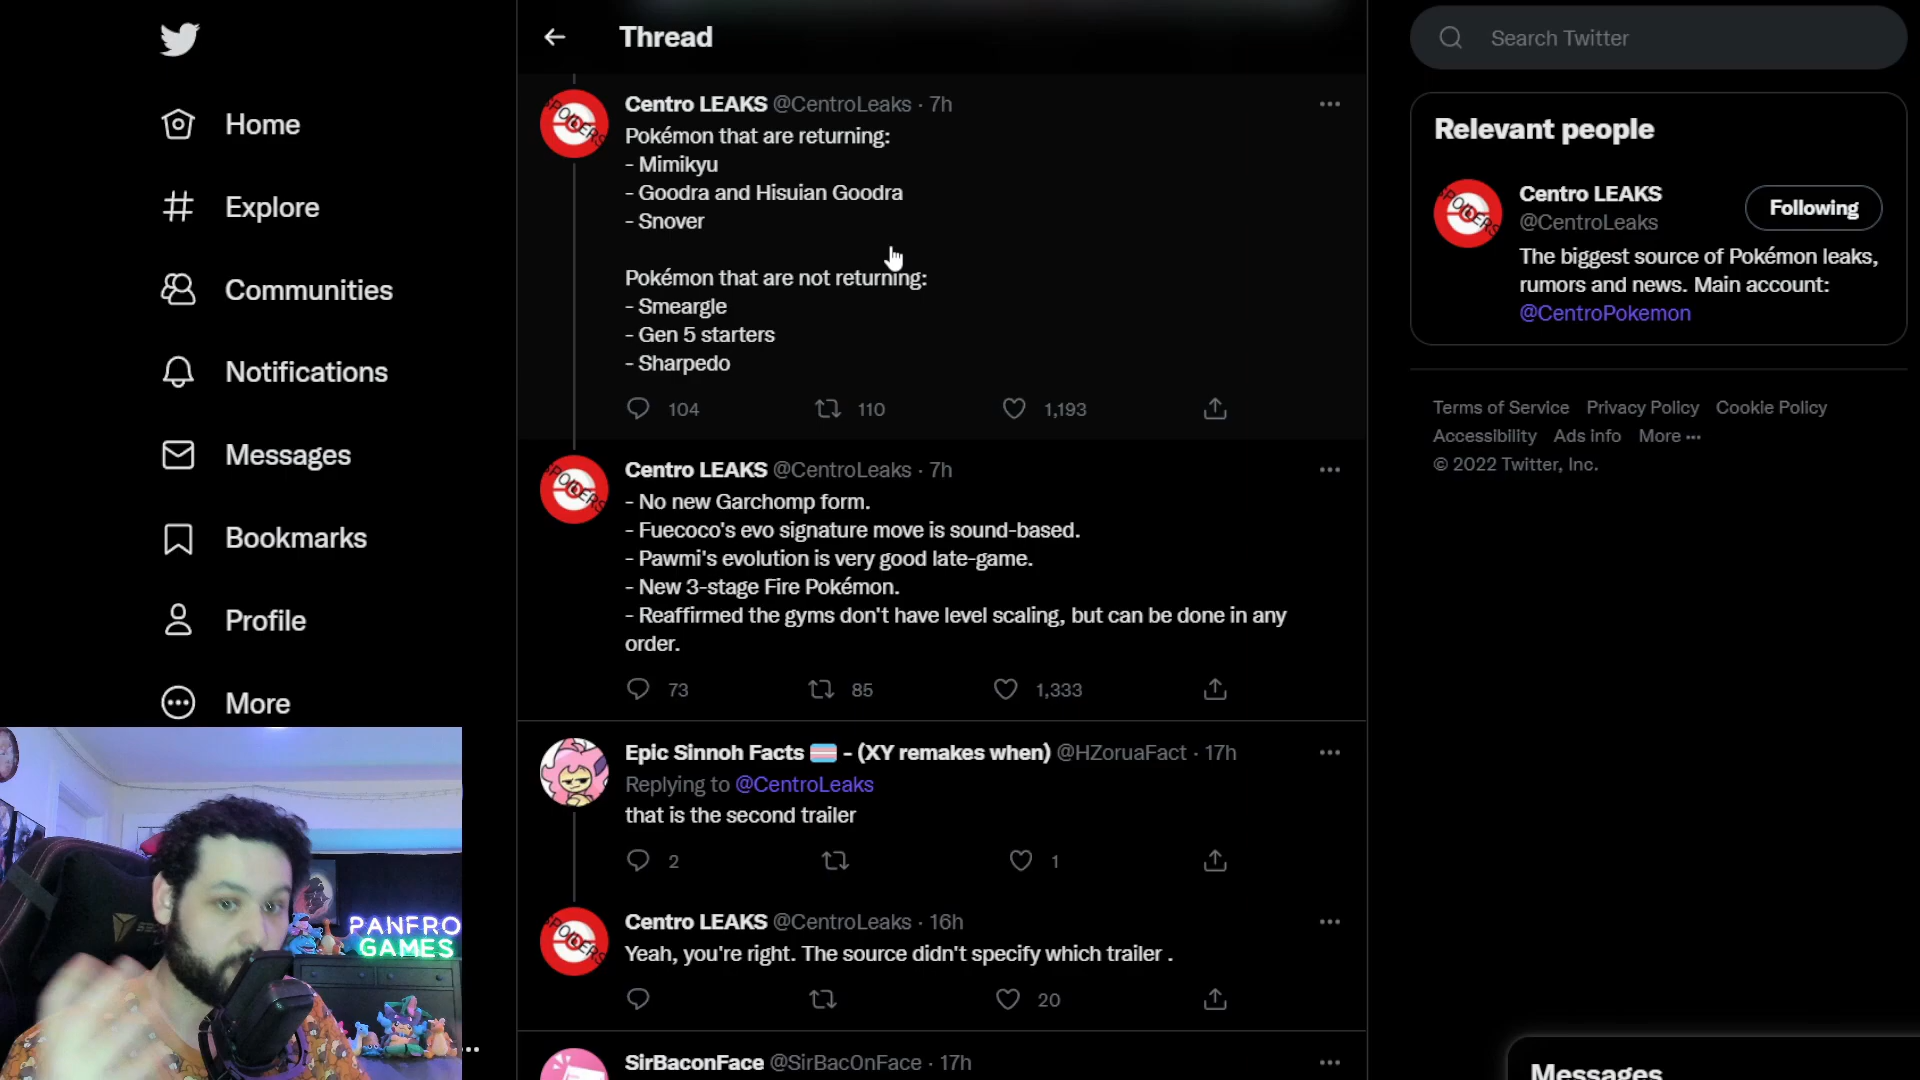 Thread
Search Twitter
Home
Explore
Communities
Notifications
Messages
Bookmarks
Profile
More
Centro LEAKS @CentroLeaks · 7h
Pokémon that are returning:
- Mimikyu
- Goodra and Hisuian Goodra
- Snover
Pokémon that are not returning:
- Smeargle
- Gen 5 starters
- Sharpedo
104 110 1,193
Centro LEAKS @CentroLeaks · 7h
- No new Garchomp form.
- Fuecoco's evo signature move is sound-based.
- Pawmi's evolution is very good late-game.
- New 3-stage Fire Pokémon.
- Reaffirmed the gyms don't have level scaling, but can be done in any
order.
73 85 1,333
Epic Sinnoh Facts - (XY remakes when) @HZoruaFact · 17h
Replying to @CentroLeaks
that is the second trailer
2 1
Centro LEAKS @CentroLeaks · 16h
Yeah, you're right. The source didn't specify which trailer .
20
SirBaconFace @SirBac0nFace · 17h
Relevant people
Centro LEAKS
@CentroLeaks
Following
The biggest source of Pokémon leaks,
rumors and news. Main account:
@CentroPokemon
Terms of Service Privacy Policy Cookie Policy
Accessibility Ads info More ···
© 2022 Twitter, Inc.
Messages
PANFRO
GAMES
SPOILERS
SPOILERS
SPOILERS
SPOILERS